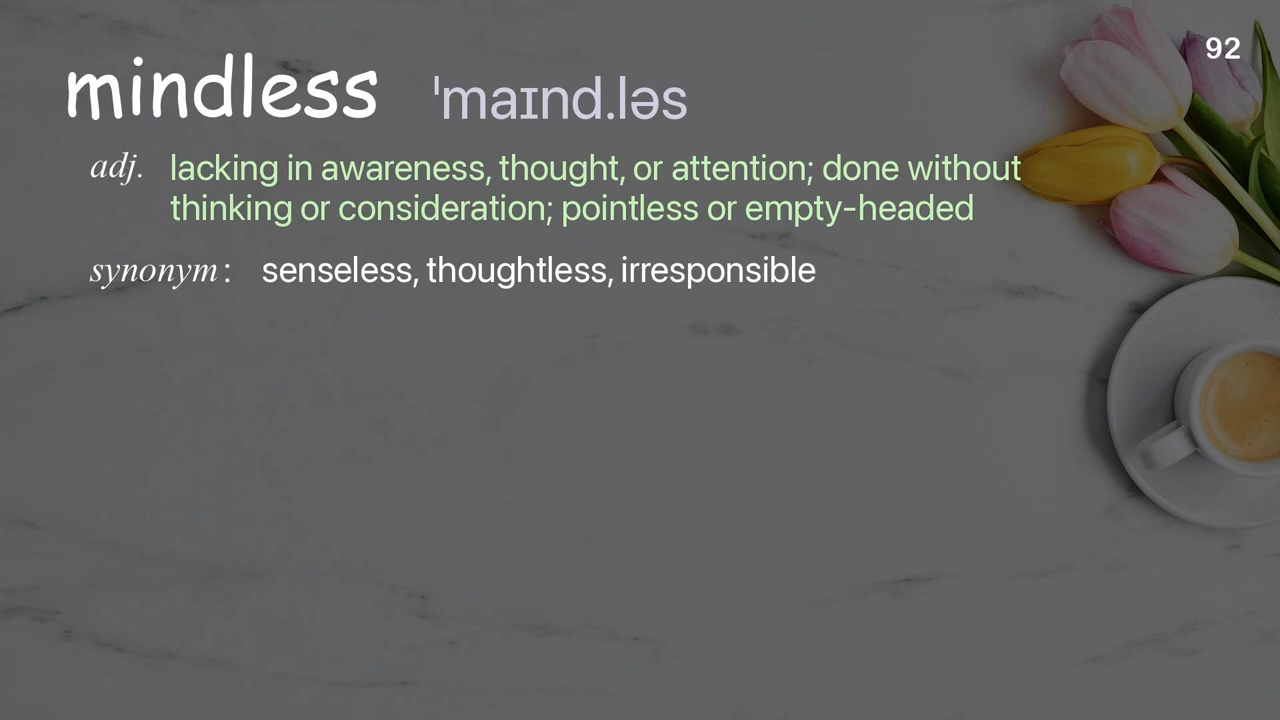 92
mindless ˈmaɪnd.ləs
adj. lacking in awareness, thought, or attention; done without
thinking or consideration; pointless or empty-headed
synonym: senseless, thoughtless, irresponsible